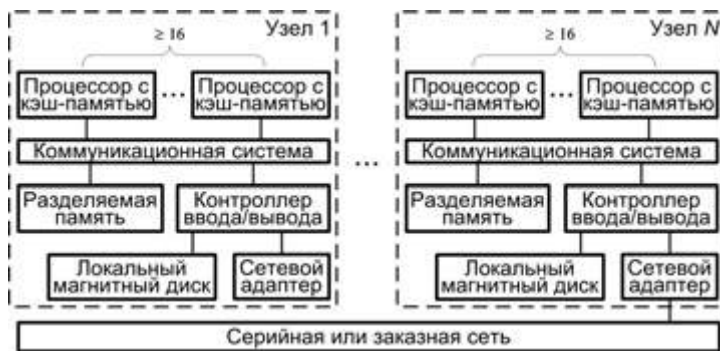 Узел 1
≥ 16
Процессор с
кэш-памятью
...
Процессор с
кэш-памятью
Коммуникационная система
Разделяемая
память
Контроллер
ввода/вывода
Локальный
магнитный диск
Сетевой
адаптер
...
Узел N
≥ 16
Процессор с
кэш-памятью
...
Процессор с
кэш-памятью
Коммуникационная система
Разделяемая
память
Контроллер
ввода/вывода
Локальный
магнитный диск
Сетевой
адаптер
Серийная или заказная сеть